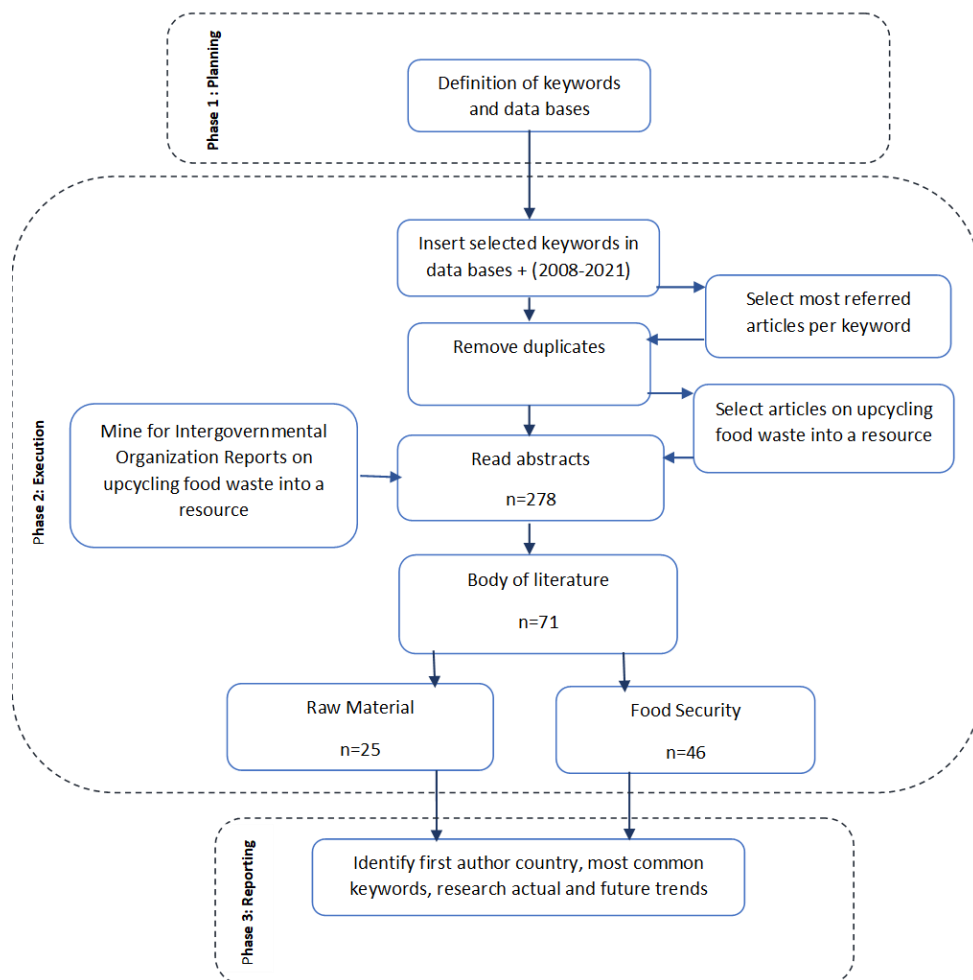 Phase 1 : Planning
Definition of keywords
and data bases
Phase 2: Execution
Insert selected keywords in
data bases + (2008-2021)
Select most referred
articles per keyword
Remove duplicates
Select articles on upcycling
food waste into a resource
Mine for Intergovernmental
Organization Reports on
upcycling food waste into a
resource
Read abstracts
n=278
Body of literature
n=71
Raw Material
n=25
Food Security
n=46
Phase 3: Reporting
Identify first author country, most common
keywords, research actual and future trends